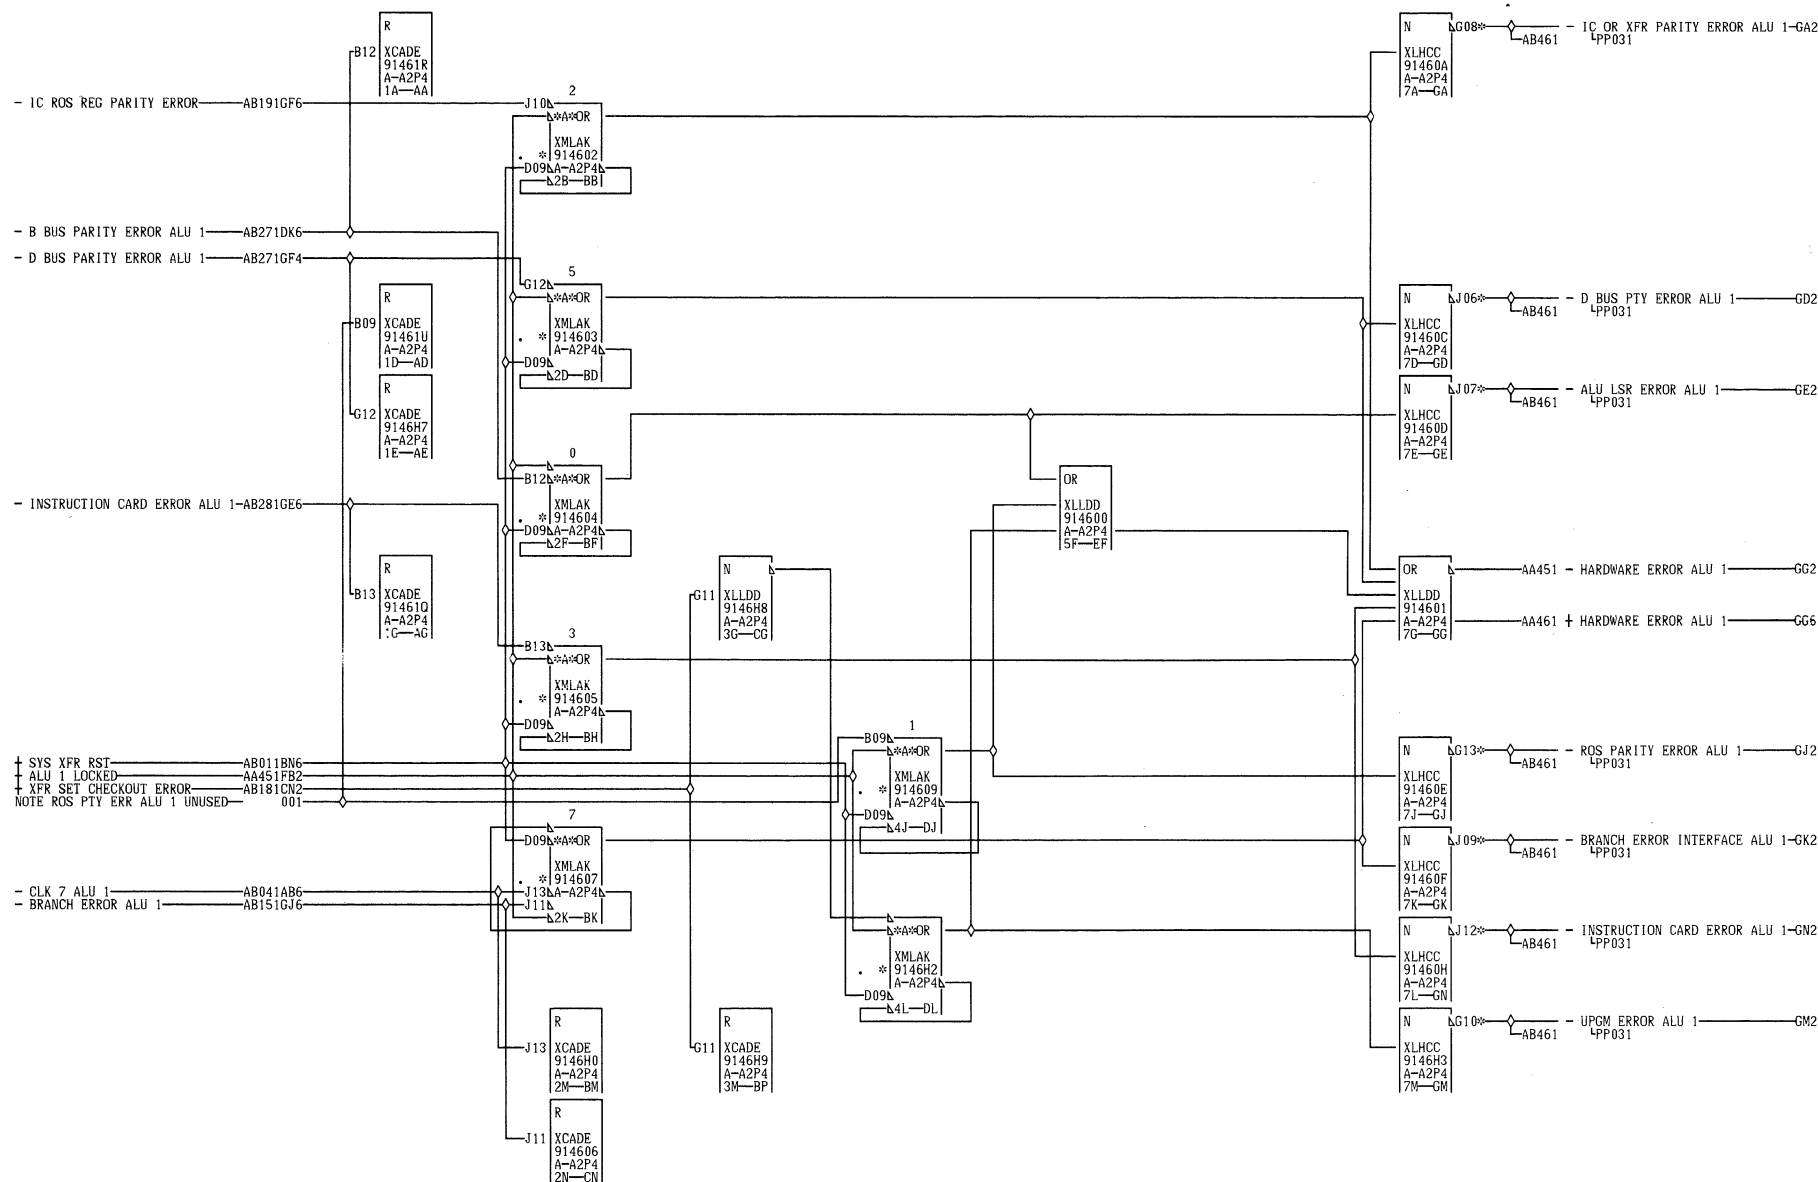 R
B12 XCADE
91461R
A-A2P4
1A—AA
- IC ROS REG PARITY ERROR—AB191GF6
2
J10
*A*OR
XMLAK
* 914602
D09 A-A2P4
2B—BB
N G08* - IC OR XFR PARITY ERROR ALU 1-GA2
AB461 PP031
XLHCC
91460A
A-A2P4
7A—GA
- B BUS PARITY ERROR ALU 1—AB271DK6
- D BUS PARITY ERROR ALU 1—AB271GF4
R
B09 XCADE
91461U
A-A2P4
1D—AD
R
G12 XCADE
9146H7
A-A2P4
1E—AE
5
G12
*A*OR
XMLAK
* 914603
A-A2P4
D09
2D—BD
N J06* - D BUS PTY ERROR ALU 1—GD2
AB461 PP031
XLHCC
91460C
A-A2P4
7D—GD
N J07* - ALU LSR ERROR ALU 1—GE2
AB461 PP031
XLHCC
91460D
A-A2P4
7E—GE
0
B12 *A*OR
XMLAK
* 914604
D09 A-A2P4
2F—BF
OR
XLLDD
914600
A-A2P4
5F—EF
- INSTRUCTION CARD ERROR ALU 1-AB281GE6
R
B13 XCADE
91461Q
A-A2P4
1G—AG
N
G11 XLLDD
9146H8
A-A2P4
3G—CG
OR AA451 - HARDWARE ERROR ALU 1—GG2
XLLDD
914601
A-A2P4 AA461 + HARDWARE ERROR ALU 1—GG6
7G—GG
3
B13
*A*OR
XMLAK
* 914605
A-A2P4
D09
2H—BH
+ SYS XFR RST—AB011BN6
+ ALU 1 LOCKED—AA451FB2
+ XFR SET CHECKOUT ERROR—AB181CN2
NOTE ROS PTY ERR ALU 1 UNUSED— 001
1
B09
*A*OR
XMLAK
* 914609
A-A2P4
D09
4J—DJ
N G13* - ROS PARITY ERROR ALU 1—GJ2
AB461 PP031
XLHCC
91460E
A-A2P4
7J—GJ
7
D09 *A*OR
XMLAK
* 914607
J13 A-A2P4
J11
2K—BK
- CLK 7 ALU 1—AB041AB6
- BRANCH ERROR ALU 1—AB151GJ6
N J09* - BRANCH ERROR INTERFACE ALU 1-GK2
AB461 PP031
XLHCC
91460F
A-A2P4
7K—GK
*A*OR
XMLAK
* 9146H2
A-A2P4
D09
4L—DL
N J12* - INSTRUCTION CARD ERROR ALU 1-GN2
AB461 PP031
XLHCC
91460H
A-A2P4
7L—GN
R
J13 XCADE
9146H0
A-A2P4
2M—BM
R
G11 XCADE
9146H9
A-A2P4
3M—BP
N G10* - UPGM ERROR ALU 1—GM2
AB461 PP031
XLHCC
9146H3
A-A2P4
7M—GM
R
J11 XCADE
914606
A-A2P4
2N—CN